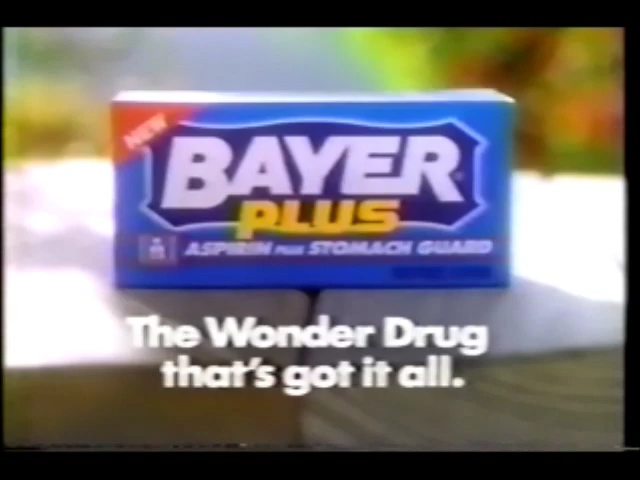 NEW
BAYER
PLUS
ASPIRIN PLUS STOMACH GUARD
The Wonder Drug
that's got it all.